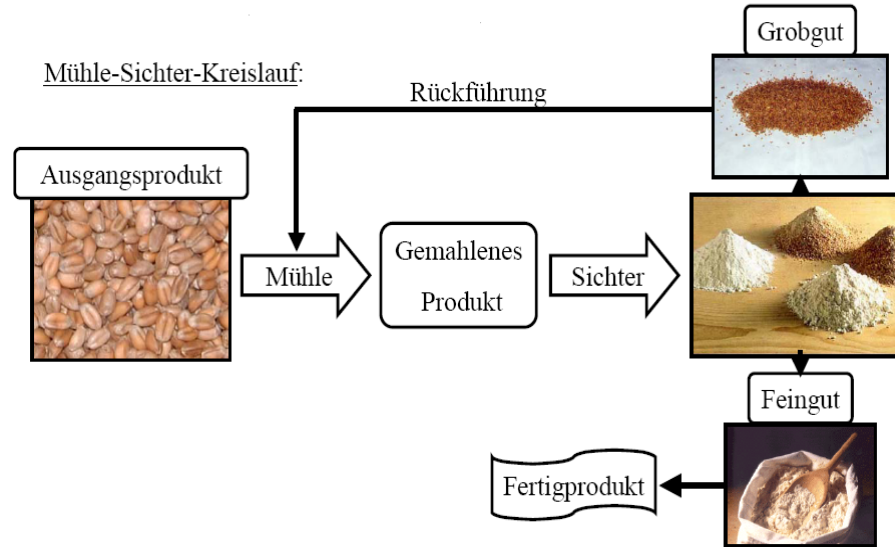 Grobgut
Mühle-Sichter-Kreislauf:
Rückführung
Ausgangsprodukt
Mühle
Gemahlenes
Produkt
Sichter
Feingut
Fertigprodukt